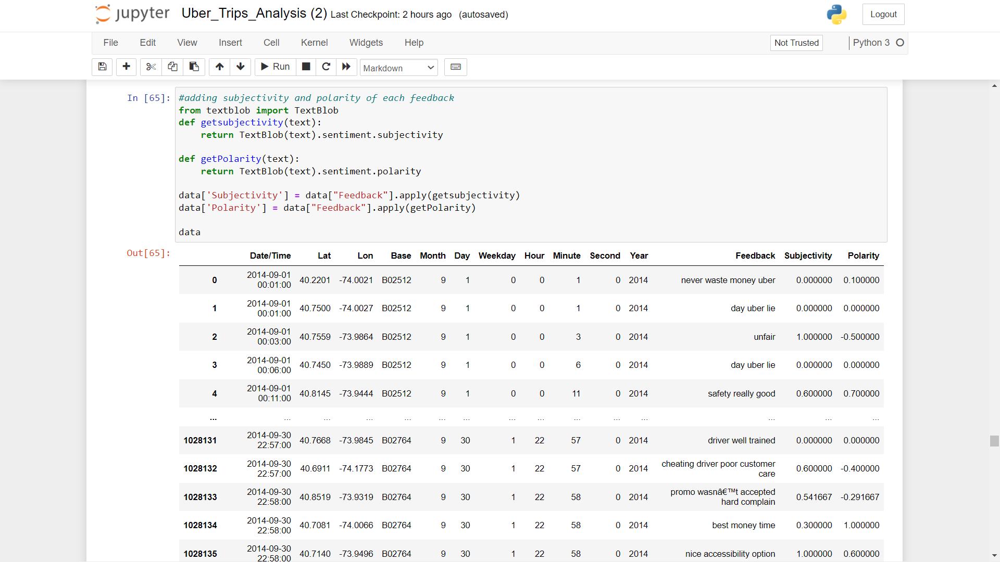 jupyter Uber_Trips_Analysis (2) Last Checkpoint: 2 hours ago (autosaved) Logout
File Edit View Insert Cell Kernel Widgets Help Not Trusted Python 3
Run Markdown
In [65]: #adding subjectivity and polarity of each feedback
from textblob import TextBlob
def getsubjectivity(text):
    return TextBlob(text).sentiment.subjectivity

def getPolarity(text):
    return TextBlob(text).sentiment.polarity

data['Subjectivity'] = data["Feedback"].apply(getsubjectivity)
data['Polarity'] = data["Feedback"].apply(getPolarity)

data
Out[65]:
Date/Time Lat Lon Base Month Day Weekday Hour Minute Second Year Feedback Subjectivity Polarity
0 2014-09-01 00:01:00 40.2201 -74.0021 B02512 9 1 0 0 1 0 2014 never waste money uber 0.000000 0.100000
1 2014-09-01 00:01:00 40.7500 -74.0027 B02512 9 1 0 0 1 0 2014 day uber lie 0.000000 0.000000
2 2014-09-01 00:03:00 40.7559 -73.9864 B02512 9 1 0 0 3 0 2014 unfair 1.000000 -0.500000
3 2014-09-01 00:06:00 40.7450 -73.9889 B02512 9 1 0 0 6 0 2014 day uber lie 0.000000 0.000000
4 2014-09-01 00:11:00 40.8145 -73.9444 B02512 9 1 0 0 11 0 2014 safety really good 0.600000 0.700000
... ... ... ... ... ... ... ... ... ... ... ... ... ... ...
1028131 2014-09-30 22:57:00 40.7668 -73.9845 B02764 9 30 1 22 57 0 2014 driver well trained 0.000000 0.000000
1028132 2014-09-30 22:57:00 40.6911 -74.1773 B02764 9 30 1 22 57 0 2014 cheating driver poor customer care 0.600000 -0.400000
1028133 2014-09-30 22:58:00 40.8519 -73.9319 B02764 9 30 1 22 58 0 2014 promo wasnâ€™t accepted hard complain 0.541667 -0.291667
1028134 2014-09-30 22:58:00 40.7081 -74.0066 B02764 9 30 1 22 58 0 2014 best money time 0.300000 1.000000
1028135 2014-09-30 22:58:00 40.7140 -73.9496 B02764 9 30 1 22 58 0 2014 nice accessibility option 1.000000 0.600000